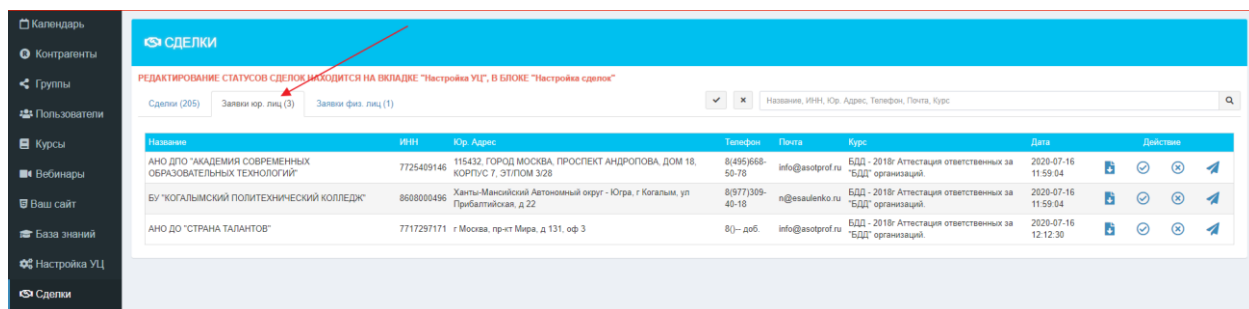 Календарь
Контрагенты
Группы
Пользователи
Курсы
Вебинары
Ваш сайт
База знаний
Настройка УЦ
Сделки
СДЕЛКИ
РЕДАКТИРОВАНИЕ СТАТУСОВ СДЕЛОК НАХОДИТСЯ НА ВКЛАДКЕ "Настройка УЦ", В БЛОКЕ "Настройка сделок"
Сделки (205) Заявки юр. лиц (3) Заявки физ. лиц (1) Название, ИНН, Юр. Адрес, Телефон, Почта, Курс
Название ИНН Юр. Адрес Телефон Почта Курс Дата Действие
АНО ДПО "АКАДЕМИЯ СОВРЕМЕННЫХ 115432, ГОРОД МОСКВА, ПРОСПЕКТ АНДРОПОВА, ДОМ 18, 8(495)668- БДД - 2018г Аттестация ответственных за 2020-07-16
ОБРАЗОВАТЕЛЬНЫХ ТЕХНОЛОГИЙ" 7725409146 КОРП/С 7, ЭТ/ПОМ 3/28 50-78 info@asotprof.ru "БДД" организаций. 11:59:04
БУ "КОГАЛЫМСКИЙ ПОЛИТЕХНИЧЕСКИЙ КОЛЛЕДЖ" 8608000496 Ханты-Мансийский Автономный округ - Югра, г Когалым, ул 8(977)309- n@esaulenko.ru БДД - 2018г Аттестация ответственных за 2020-07-16
Прибалтийская, д 22 40-18 "БДД" организаций. 11:59:04
АНО ДО "СТРАНА ТАЛАНТОВ" 7717297171 г Москва, пр-кт Мира, д 131, оф 3 8()-- доб. info@asotprof.ru БДД - 2018г Аттестация ответственных за 2020-07-16
"БДД" организаций. 12:12:30